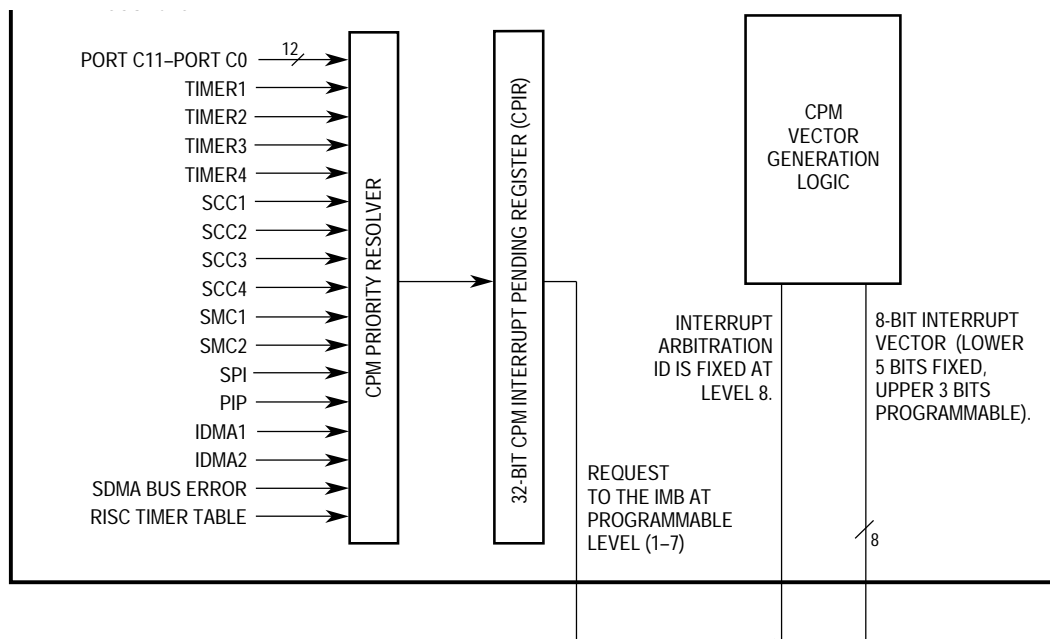 PORT C11–PORT C0
12
TIMER1
TIMER2
TIMER3
TIMER4
SCC1
SCC2
SCC3
SCC4
SMC1
SMC2
SPI
PIP
IDMA1
IDMA2
SDMA BUS ERROR
RISC TIMER TABLE
CPM PRIORITY RESOLVER
32-BIT CPM INTERRUPT PENDING REGISTER (CPIR)
REQUEST
TO THE IMB AT
PROGRAMMABLE
LEVEL (1–7)
CPM
VECTOR
GENERATION
LOGIC
INTERRUPT
ARBITRATION
ID IS FIXED AT
LEVEL 8.
8-BIT INTERRUPT
VECTOR (LOWER
5 BITS FIXED,
UPPER 3 BITS
PROGRAMMABLE).
8